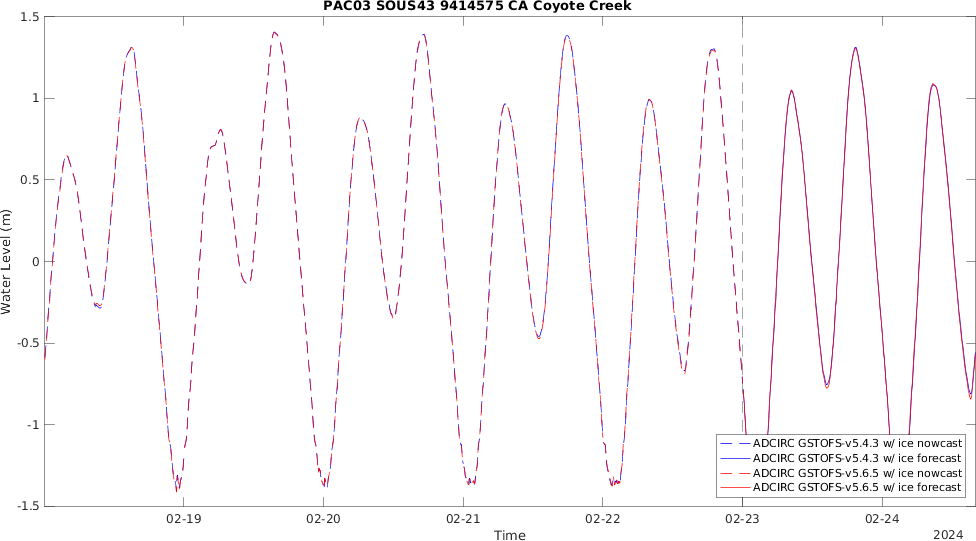 PAC03 SOUS43 9414575 CA Coyote Creek
1.5
1
0.5
0
-0.5
-1
-1.5
Water Level (m)
ADCIRC GSTOFS-v5.4.3 w/ ice nowcast
ADCIRC GSTOFS-v5.4.3 w/ ice forecast
ADCIRC GSTOFS-v5.6.5 w/ ice nowcast
ADCIRC GSTOFS-v5.6.5 w/ ice forecast
02-19 02-20 02-21 02-22 02-23 02-24
Time
2024